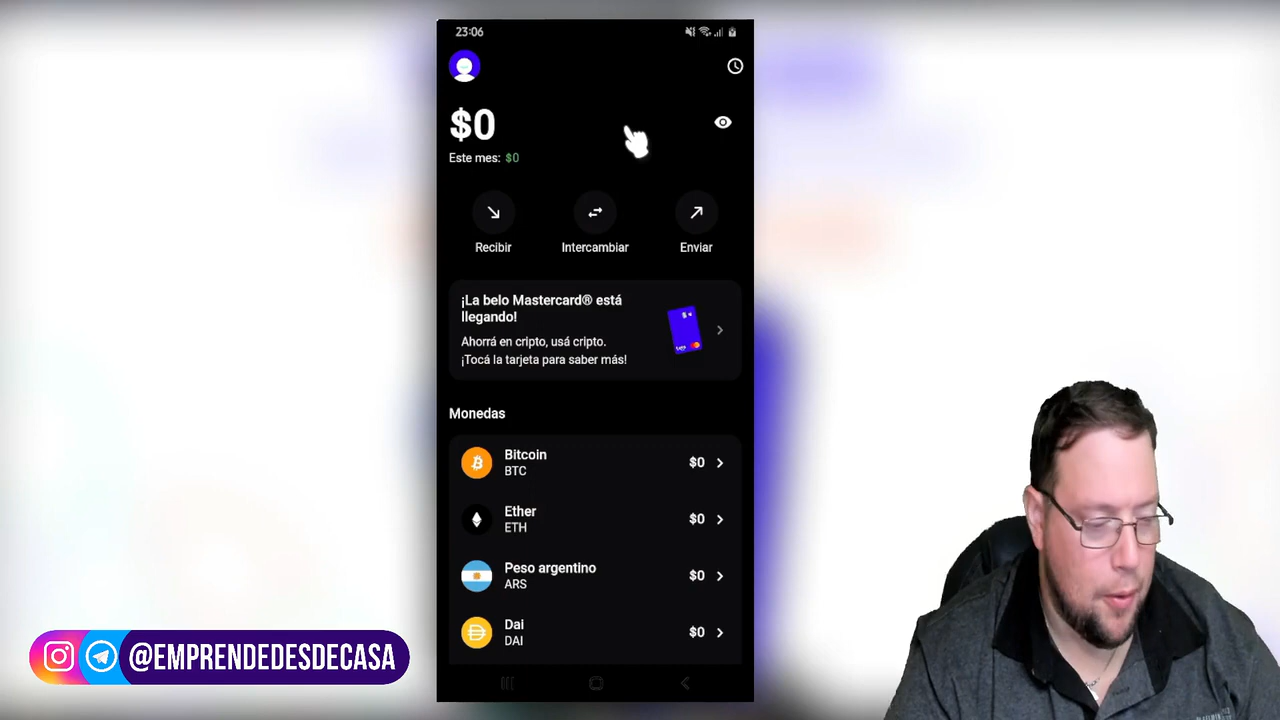 23:06
$0
Este mes: $0
Recibir
Intercambiar
Enviar
¡La belo Mastercard® está
llegando!
Ahorrá en cripto, usá cripto.
¡Tocá la tarjeta para saber más!
Monedas
Bitcoin
BTC
$0
Ether
ETH
$0
Peso argentino
ARS
$0
Dai
DAI
$0
@EMPRENDEDESDECASA